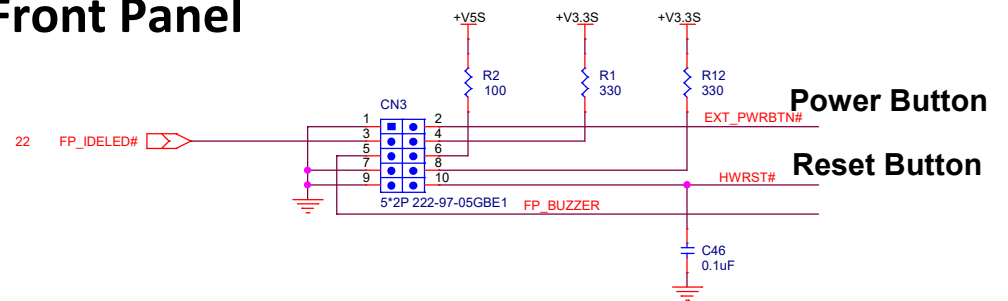 Front Panel
+V5S
+V3.3S
+V3.3S
R2
100
R1
330
R12
330
Power Button
CN3
1
2
EXT_PWRBTN#
22
FP_IDELED#
3
4
5
6
7
8
Reset Button
9
10
HWRST#
5*2P 222-97-05GBE1
FP_BUZZER
C46
0.1uF